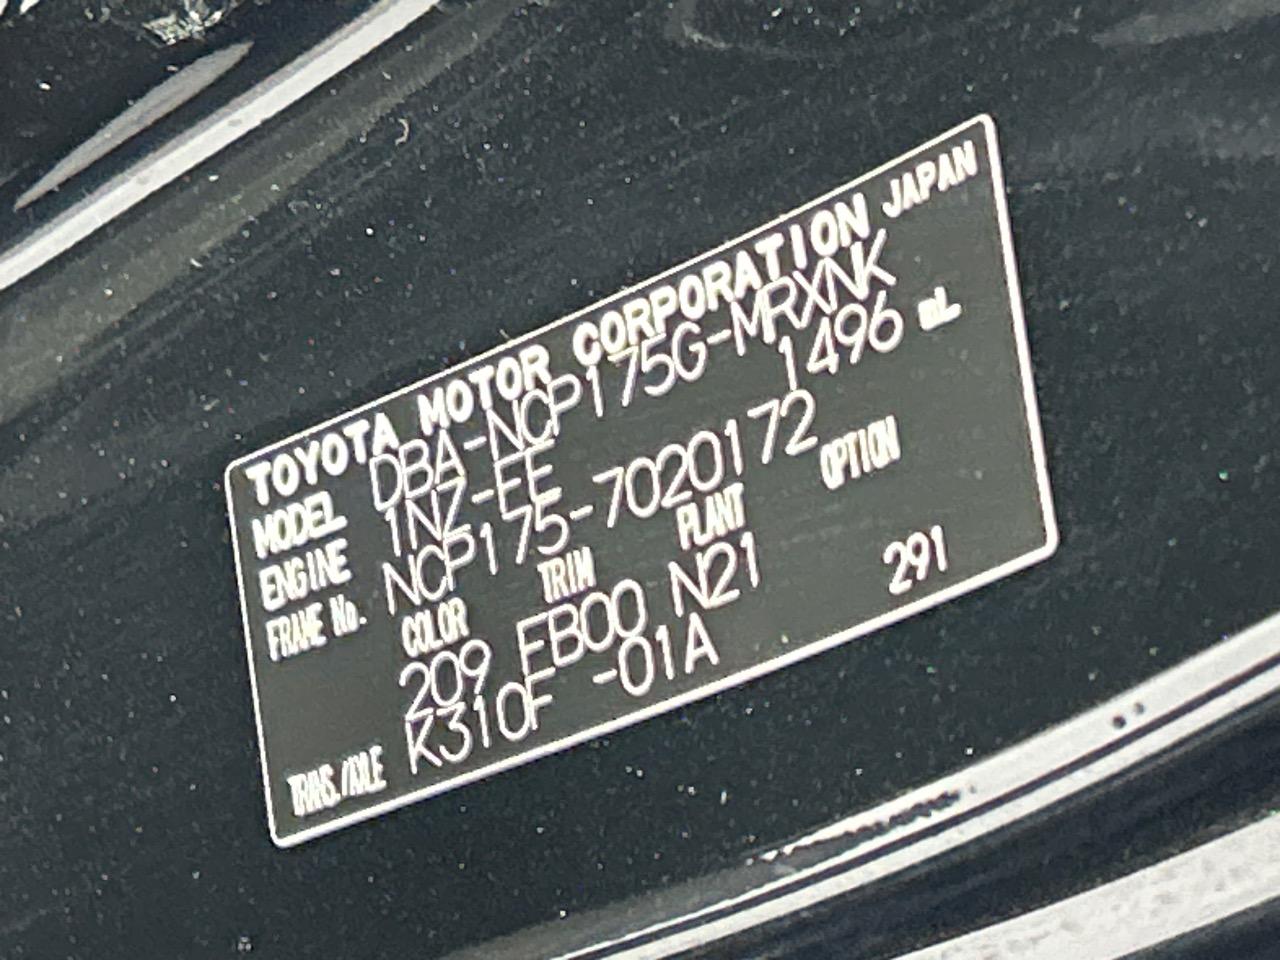 TOYOTA MOTOR CORPORATION JAPAN
MODEL DBA-NCP175G-MRXNK
ENGINE 1NZ-FE 1496 mL
FRAME No. NCP175-7020172
COLOR TRIM PLANT OPTION
209 FB00 N21 291
TRANS./AXLE K310F -01A